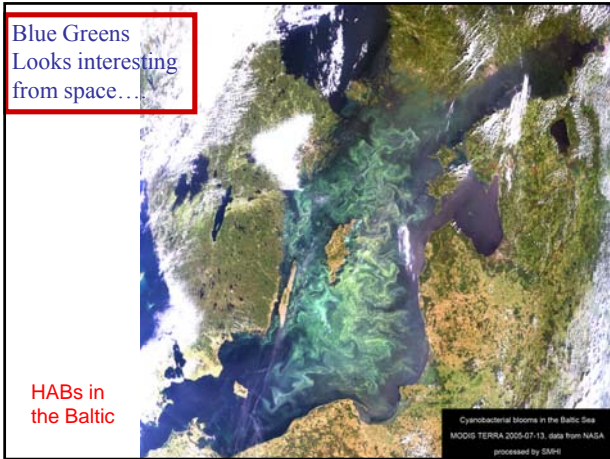 Blue Greens
Looks interesting
from space…
HABs in
the Baltic
Cyanobacterial blooms in the Baltic Sea
MODIS TERRA 2005-07-13, data from NASA
processed by SMHI